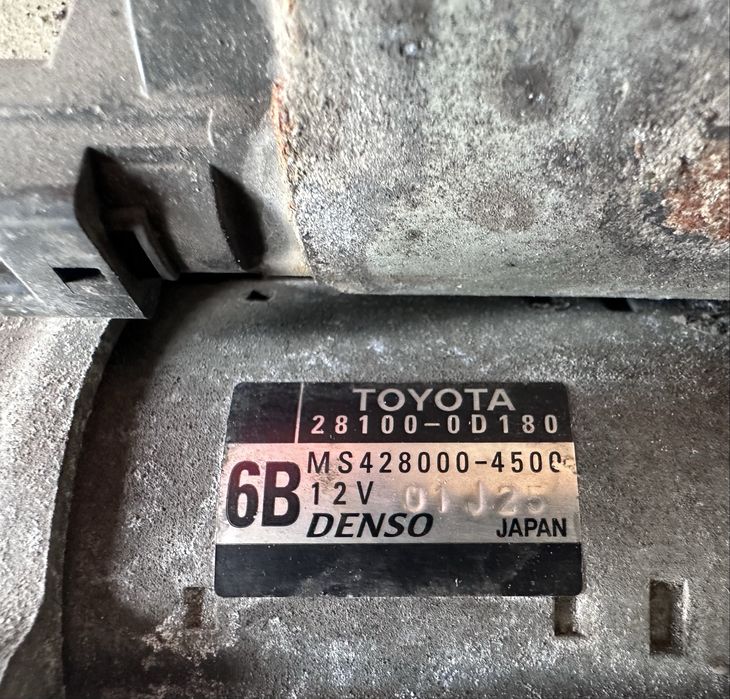 TOYOTA
28100-0D180
6B
MS428000-4500
12V 01J25
DENSO JAPAN